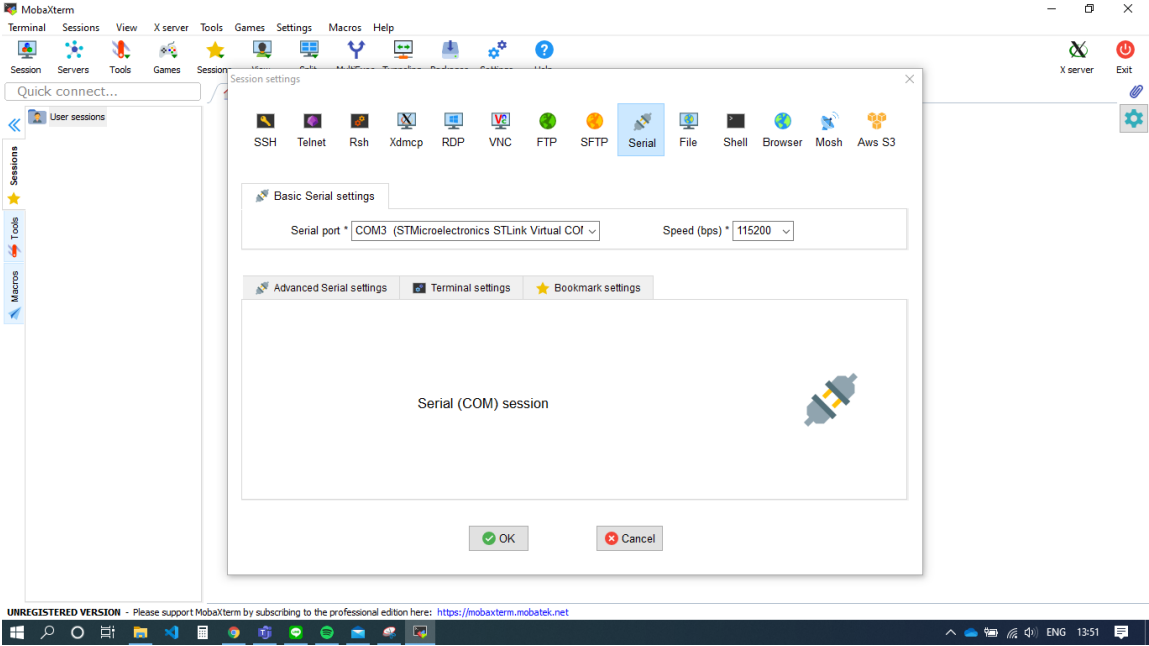 MobaXterm
Terminal Sessions View X server Tools Games Settings Macros Help
Session Servers Tools Games Session
X server Exit
Quick connect...
User sessions
Sessions
Tools
Macros
Session settings
SSH Telnet Rsh Xdmcp RDP VNC FTP SFTP Serial File Shell Browser Mosh Aws S3
Basic Serial settings
Serial port * COM3 (STMicroelectronics STLink Virtual COM Speed (bps) * 115200
Advanced Serial settings Terminal settings Bookmark settings
Serial (COM) session
OK Cancel
UNREGISTERED VERSION - Please support MobaXterm by subscribing to the professional edition here: https://mobaxterm.mobatek.net
ENG 13:51